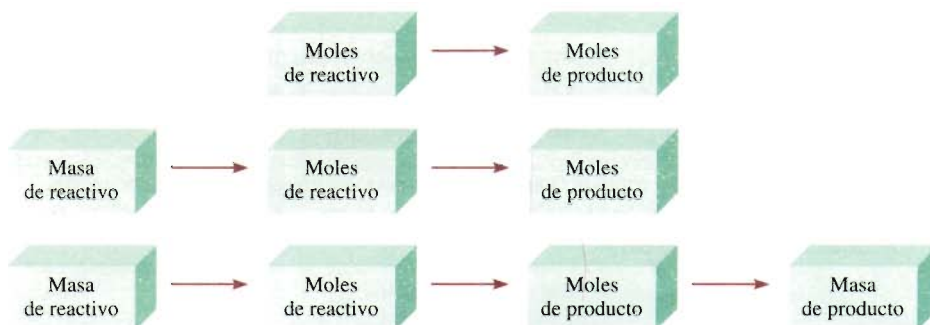 Moles
de reactivo
Moles
de producto
Masa
de reactivo
Moles
de reactivo
Moles
de producto
Masa
de reactivo
Moles
de reactivo
Moles
de producto
Masa
de producto